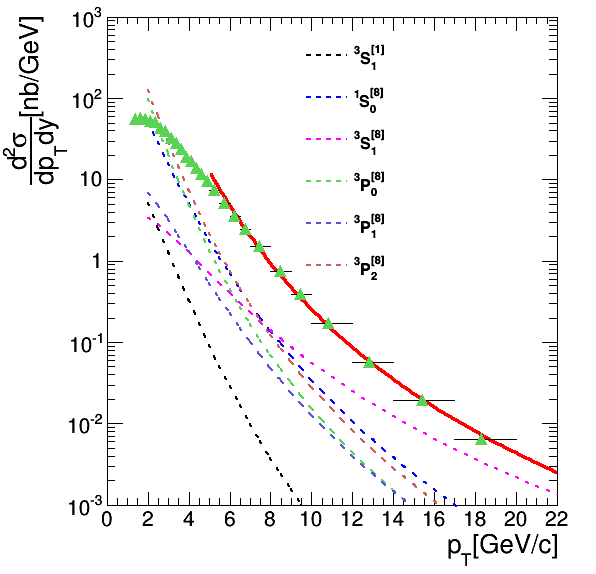 d²σ/dp_T dy [nb/GeV]
10³
10²
10
1
10⁻¹
10⁻²
10⁻³
³S₁^[1]
¹S₀^[8]
³S₁^[8]
³P₀^[8]
³P₁^[8]
³P₂^[8]
0 2 4 6 8 10 12 14 16 18 20 22
p_T[GeV/c]